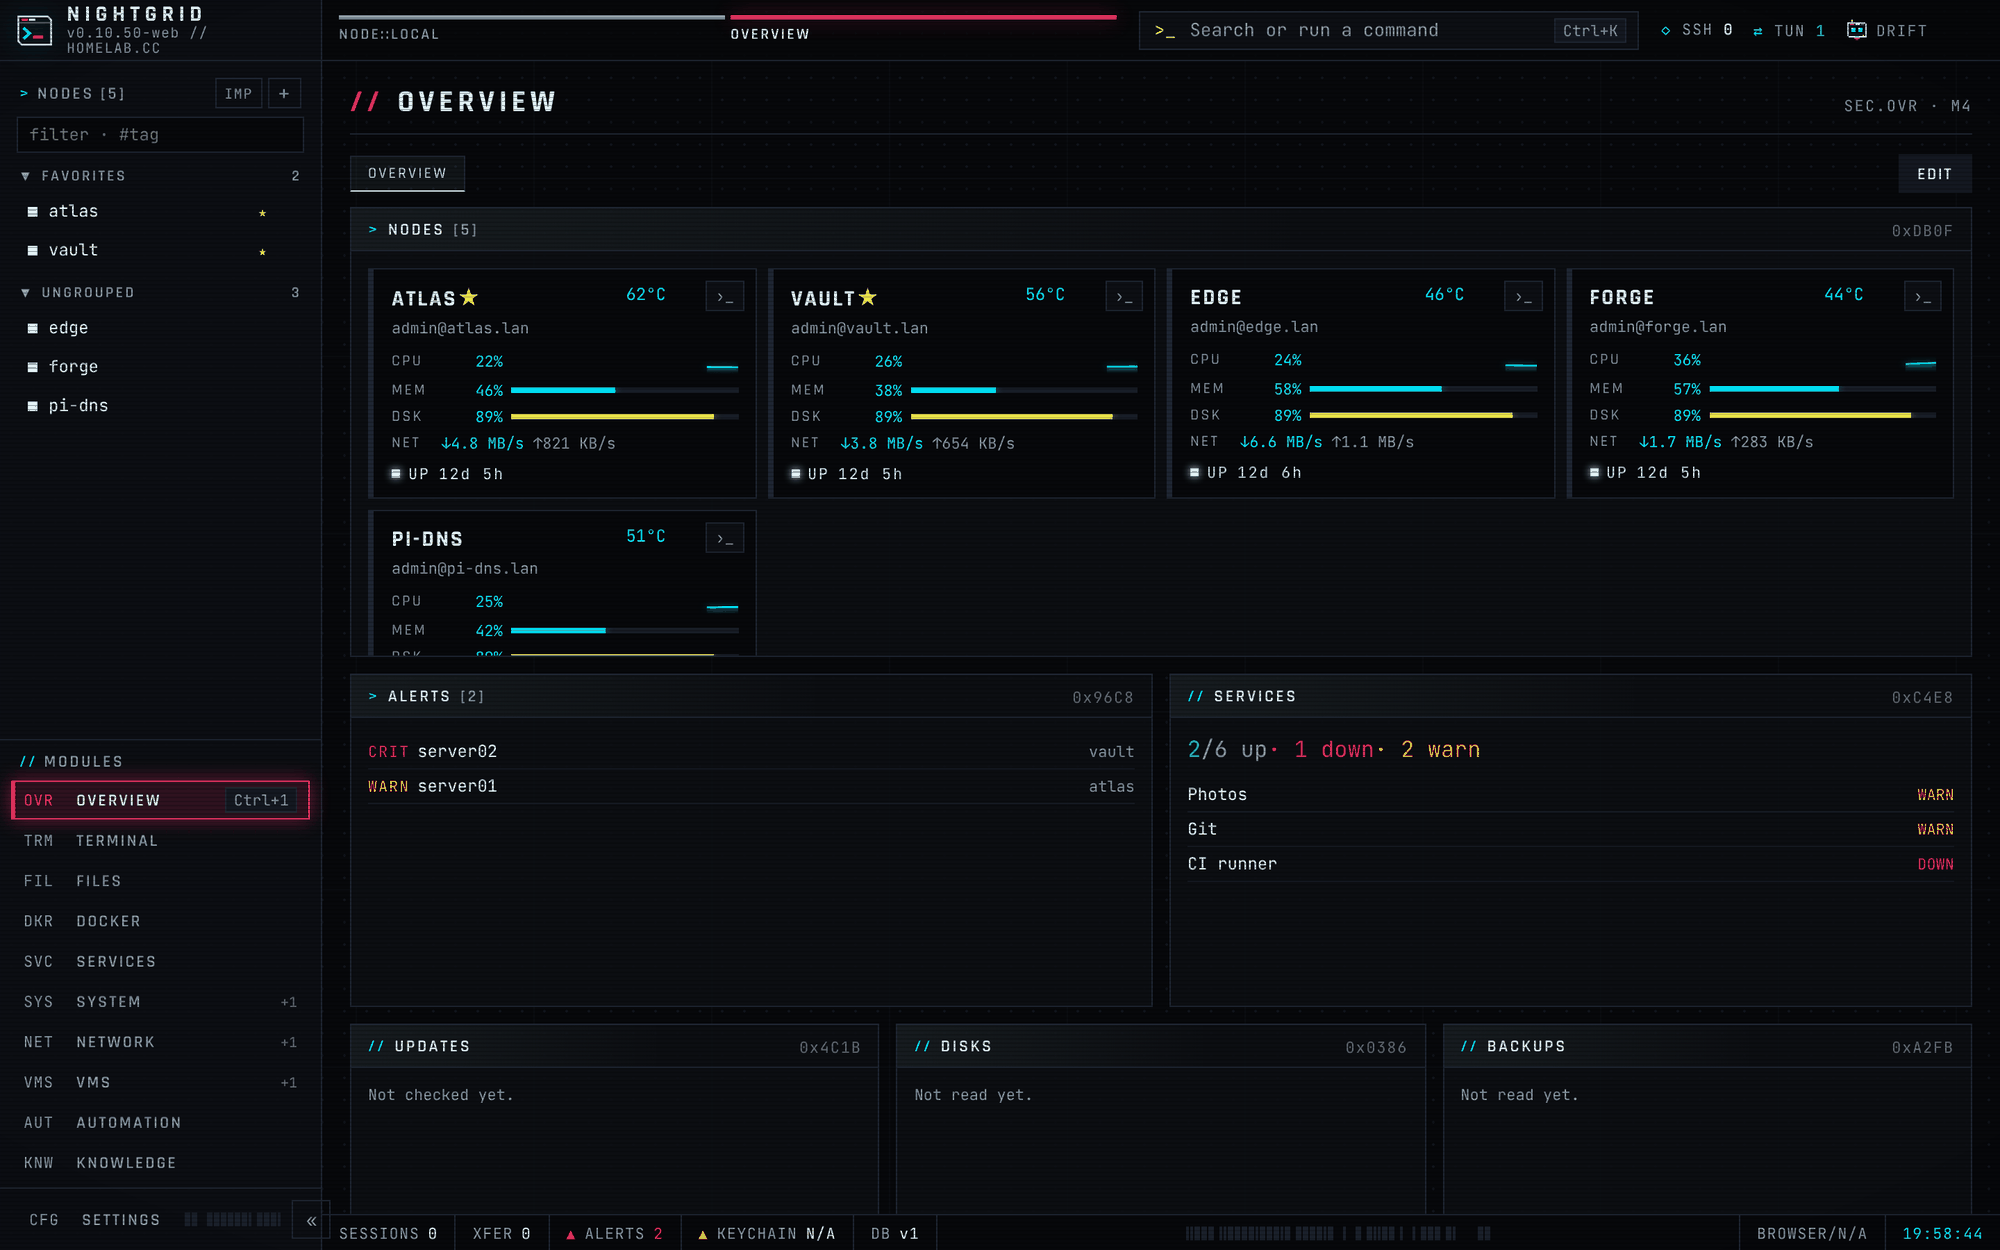 NIGHTGRID
v0.10.50-web //
HOMELAB.CC
NODE::LOCAL
OVERVIEW
>_ Search or run a command Ctrl+K
◇ SSH 0
⇄ TUN 1
DRIFT
> NODES [5] IMP +
filter · #tag
▼ FAVORITES 2
atlas ★
vault ★
▼ UNGROUPED 3
edge
forge
pi-dns
// MODULES
OVR OVERVIEW Ctrl+1
TRM TERMINAL
FIL FILES
DKR DOCKER
SVC SERVICES
SYS SYSTEM +1
NET NETWORK +1
VMS VMS +1
AUT AUTOMATION
KNW KNOWLEDGE
CFG SETTINGS «
// OVERVIEW
SEC.OVR · M4
OVERVIEW
EDIT
> NODES [5] 0xDB0F
ATLAS★ 62°C ›_
admin@atlas.lan
CPU 22%
MEM 46%
DSK 89%
NET ↓4.8 MB/s ↑821 KB/s
UP 12d 5h
VAULT★ 56°C ›_
admin@vault.lan
CPU 26%
MEM 38%
DSK 89%
NET ↓3.8 MB/s ↑654 KB/s
UP 12d 5h
EDGE 46°C ›_
admin@edge.lan
CPU 24%
MEM 58%
DSK 89%
NET ↓6.6 MB/s ↑1.1 MB/s
UP 12d 6h
FORGE 44°C ›_
admin@forge.lan
CPU 36%
MEM 57%
DSK 89%
NET ↓1.7 MB/s ↑283 KB/s
UP 12d 5h
PI-DNS 51°C ›_
admin@pi-dns.lan
CPU 25%
MEM 42%
> ALERTS [2] 0x96C8
CRIT server02 vault
WARN server01 atlas
// SERVICES 0xC4E8
2/6 up· 1 down· 2 warn
Photos WARN
Git WARN
CI runner DOWN
// UPDATES 0x4C1B
Not checked yet.
// DISKS 0x0386
Not read yet.
// BACKUPS 0xA2FB
Not read yet.
SESSIONS 0
XFER 0
▲ ALERTS 2
▲ KEYCHAIN N/A
DB v1
BROWSER/N/A
19:58:44